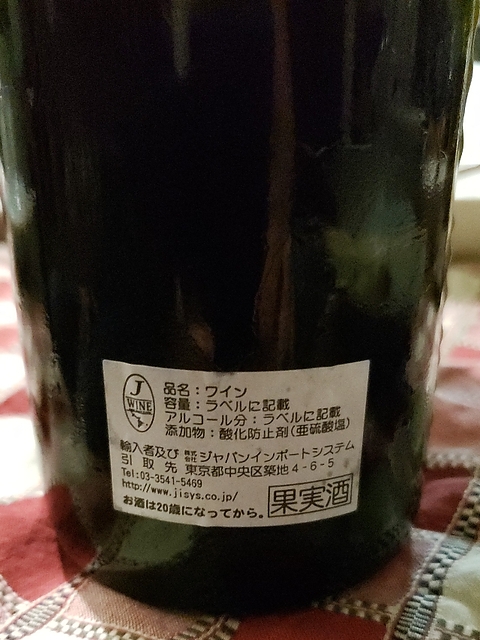 J
WINE
品名：ワイン
容量：ラベルに記載
アルコール分：ラベルに記載
添加物：酸化防止剤(亜硫酸塩)
輸入者及び 株式会社 ジャパンインポートシステム
引取先 東京都中央区築地4-6-5
Tel:03-3541-5469
http://www.jisys.co.jp/
お酒は20歳になってから。
果実酒